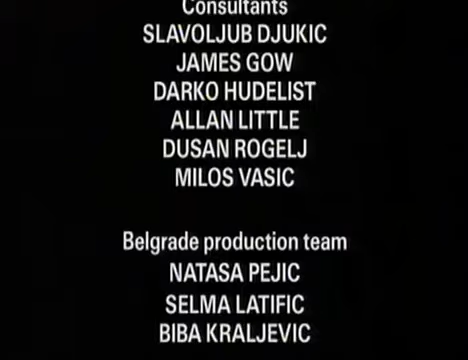 Consultants
SLAVOLJUB DJUKIC
JAMES GOW
DARKO HUDELIST
ALLAN LITTLE
DUSAN ROGELJ
MILOS VASIC
Belgrade production team
NATASA PEJIC
SELMA LATIFIC
BIBA KRALJEVIC